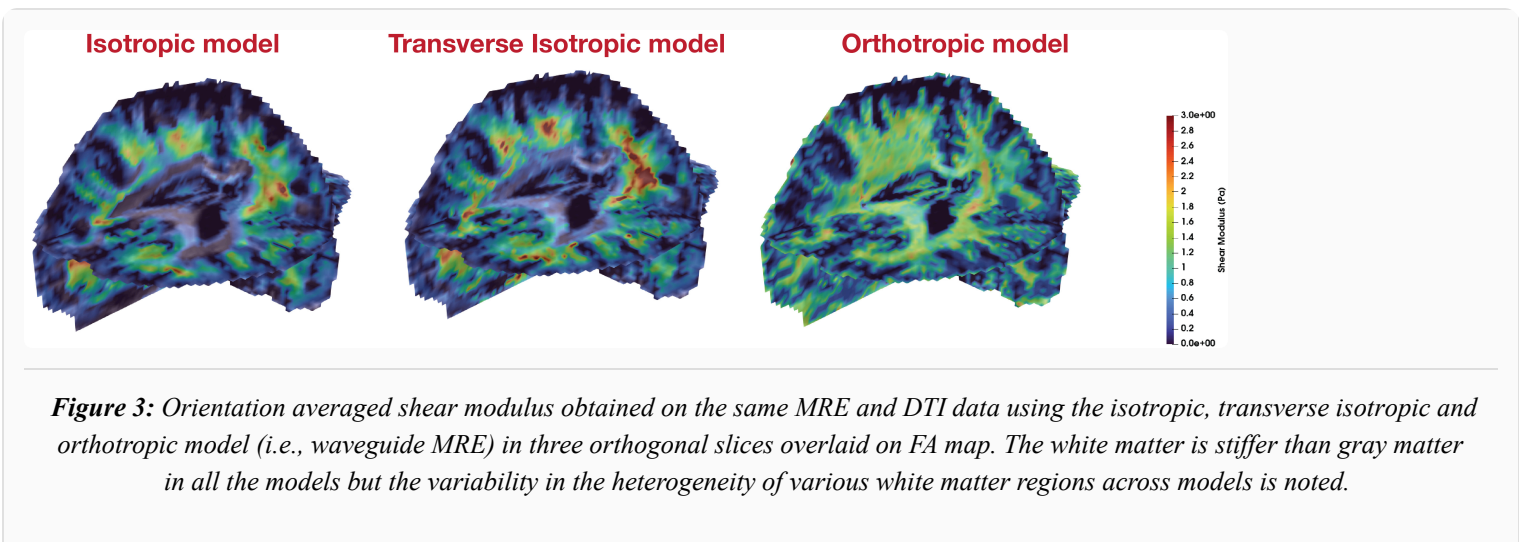 Isotropic model
Transverse Isotropic model
Orthotropic model
3.0e+00
2.8
2.6
2.4
2.2
2
1.8
1.6
1.4
1.2
1
0.8
0.6
0.4
0.2
0.0e+00
Shear Modulus (Pa)
Figure 3: Orientation averaged shear modulus obtained on the same MRE and DTI data using the isotropic, transverse isotropic and
orthotropic model (i.e., waveguide MRE) in three orthogonal slices overlaid on FA map. The white matter is stiffer than gray matter
in all the models but the variability in the heterogeneity of various white matter regions across models is noted.